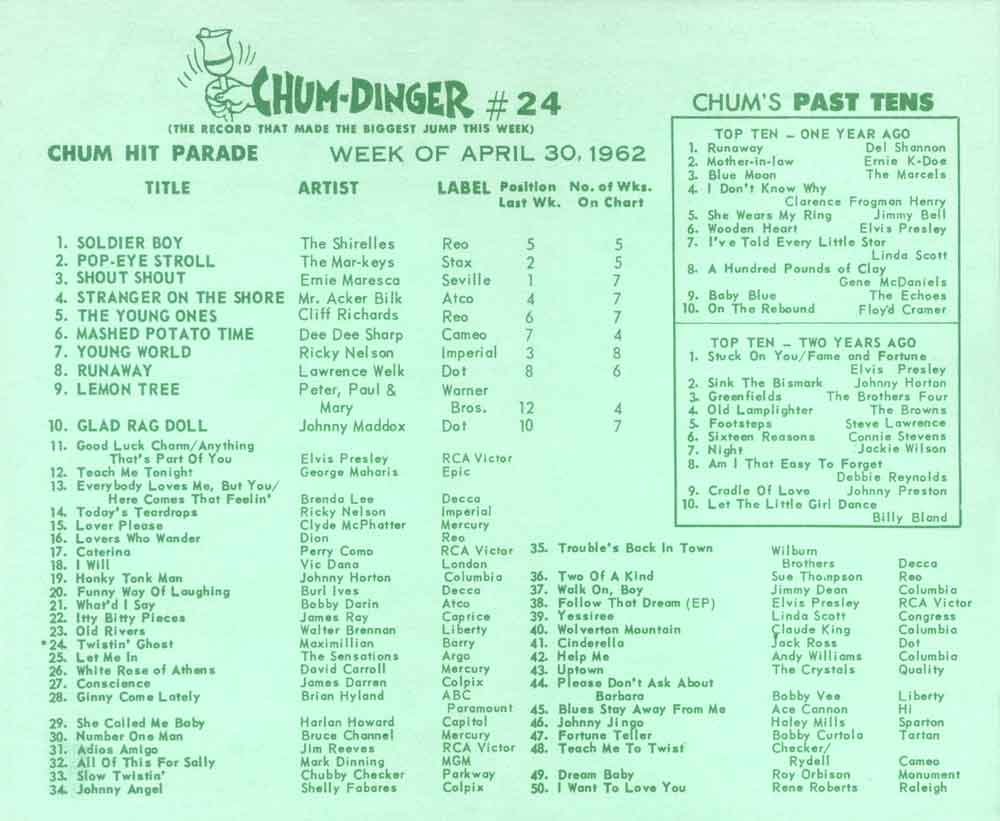 CHUM-DINGER # 24
(THE RECORD THAT MADE THE BIGGEST JUMP THIS WEEK)
CHUM HIT PARADE WEEK OF APRIL 30, 1962
TITLE ARTIST LABEL Position No. of Wks.
Last Wk. On Chart
1. SOLDIER BOY The Shirelles Reo 5 5
2. POP-EYE STROLL The Mar-keys Stax 2 5
3. SHOUT SHOUT Ernie Maresca Seville 1 7
4. STRANGER ON THE SHORE Mr. Acker Bilk Atco 4 7
5. THE YOUNG ONES Cliff Richards Reo 6 7
6. MASHED POTATO TIME Dee Dee Sharp Cameo 7 4
7. YOUNG WORLD Ricky Nelson Imperial 3 8
8. RUNAWAY Lawrence Welk Dot 8 6
9. LEMON TREE Peter, Paul & Warner
Mary Bros. 12 4
10. GLAD RAG DOLL Johnny Maddox Dot 10 7
11. Good Luck Charm/Anything
That's Part Of You Elvis Presley RCA Victor
12. Teach Me Tonight George Maharis Epic
13. Everybody Loves Me, But You/
Here Comes That Feelin' Brenda Lee Decca
14. Today's Teardrops Ricky Nelson Imperial
15. Lover Please Clyde McPhatter Mercury
16. Lovers Who Wander Dion Reo
17. Caterina Perry Como RCA Victor
18. I Will Vic Dana London
19. Honky Tonk Man Johnny Horton Columbia
20. Funny Way Of Laughing Burl Ives Decca
21. What'd I Say Bobby Darin Atco
22. Itty Bitty Pieces James Ray Caprice
23. Old Rivers Walter Brennan Liberty
*24. Twistin' Ghost Maximillian Barry
25. Let Me In The Sensations Argo
26. White Rose of Athens David Carroll Mercury
27. Conscience James Darren Colpix
28. Ginny Come Lately Brian Hyland ABC
Paramount
29. She Called Me Baby Harlan Howard Capitol
30. Number One Man Bruce Channel Mercury
31. Adios Amigo Jim Reeves RCA Victor
32. All Of This For Sally Mark Dinning MGM
33. Slow Twistin' Chubby Checker Parkway
34. Johnny Angel Shelly Fabares Colpix
35. Trouble's Back In Town Wilburn
Brothers Decca
36. Two Of A Kind Sue Thompson Reo
37. Walk On, Boy Jimmy Dean Columbia
38. Follow That Dream (EP) Elvis Presley RCA Victor
39. Yessiree Linda Scott Congress
40. Wolverton Mountain Claude King Columbia
41. Cinderella Jack Ross Dot
42. Help Me Andy Williams Columbia
43. Uptown The Crystals Quality
44. Please Don't Ask About
Barbara Bobby Vee Liberty
45. Blues Stay Away From Me Ace Cannon Hi
46. Johnny Jingo Haley Mills Sparton
47. Fortune Teller Bobby Curtola Tartan
48. Teach Me To Twist Checker/
Rydell Cameo
49. Dream Baby Roy Orbison Monument
50. I Want To Love You Rene Roberts Raleigh
CHUM'S PAST TENS
TOP TEN - ONE YEAR AGO
1. Runaway Del Shannon
2. Mother-in-law Ernie K-Doe
3. Blue Moon The Marcels
4. I Don't Know Why
Clarence Frogman Henry
5. She Wears My Ring Jimmy Bell
6. Wooden Heart Elvis Presley
7. I've Told Every Little Star
Linda Scott
8. A Hundred Pounds of Clay
Gene McDaniels
9. Baby Blue The Echoes
10. On The Rebound Floyd Cramer
TOP TEN - TWO YEARS AGO
1. Stuck On You/Fame and Fortune
Elvis Presley
2. Sink The Bismark Johnny Horton
3. Greenfields The Brothers Four
4. Old Lamplighter The Browns
5. Footsteps Steve Lawrence
6. Sixteen Reasons Connie Stevens
7. Night Jackie Wilson
8. Am I That Easy To Forget
Debbie Reynolds
9. Cradle Of Love Johnny Preston
10. Let The Little Girl Dance
Billy Bland